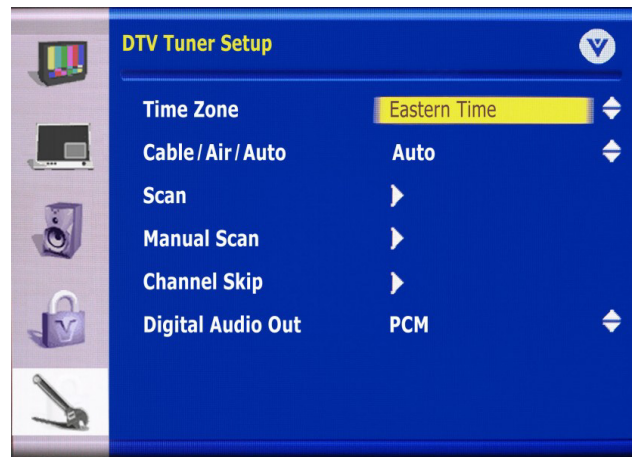 DTV Tuner Setup
Time Zone Eastern Time
Cable/Air/Auto Auto
Scan
Manual Scan
Channel Skip
Digital Audio Out PCM